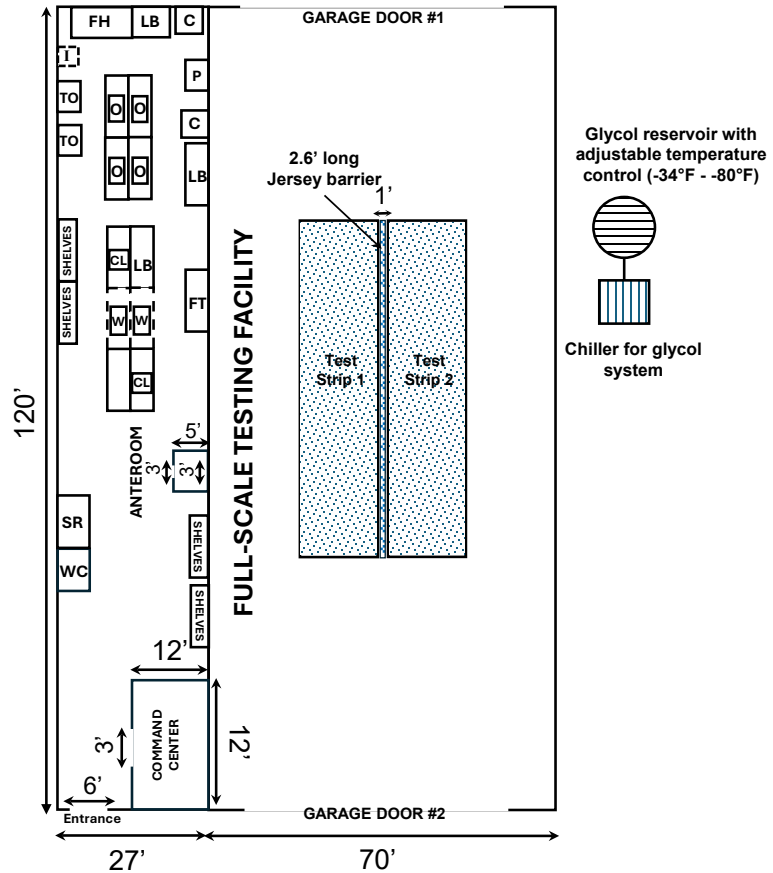 FH
LB
C
GARAGE DOOR #1
I
TO
O
O
P
TO
O
O
C
LB
2.6’ long
Jersey barrier
1’
Glycol reservoir with
adjustable temperature
control (-34°F - -80°F)
Chiller for glycol
system
SHELVES
SHELVES
CL
LB
W
W
CL
FT
120’
FULL-SCALE TESTING FACILITY
Test
Strip 1
Test
Strip 2
ANTEROOM
5’
3’
3’
SR
WC
SHELVES
SHELVES
12’
COMMAND
CENTER
12’
3’
6’
Entrance
GARAGE DOOR #2
27’
70’